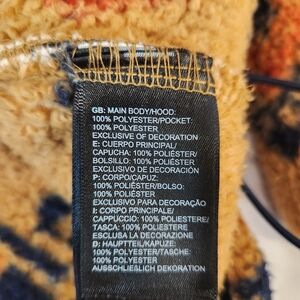 GB: MAIN BODY/HOOD:
100% POLYESTER/POCKET:
100% POLYESTER
EXCLUSIVE OF DECORATION
E: CUERPO PRINCIPAL/
CAPUCHA: 100% POLIÉSTER/
BOLSILLO: 100% POLIÉSTER
EXCLUSIVO DE DECORACIÓN
P: CORPO/CAPUZ:
100% POLIÉSTER/BOLSO:
100% POLIÉSTER
EXCLUSIVO PARA DECORAÇÃO
I: CORPO PRINCIPALE/
CAPPUCCIO: 100% POLIESTERE/
TASCA: 100% POLIESTERE
ESCLUSA LA DECORAZIONE
D: HAUPTTEIL/KAPUZE:
100% POLYESTER/TASCHE:
100% POLYESTER
AUSSCHLIEßLICH DEKORATION